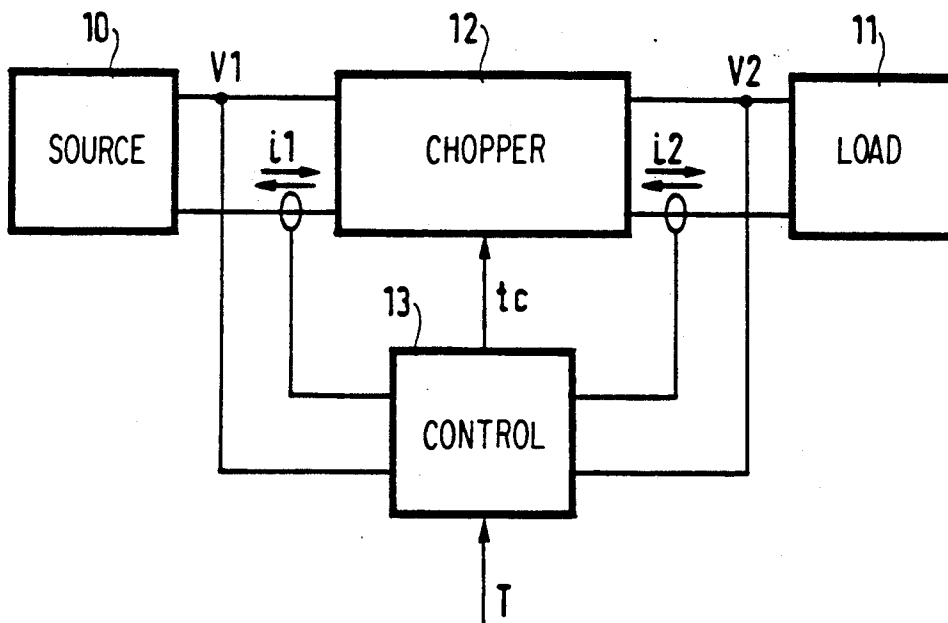 10
12
11
V1
V2
SOURCE
i1
CHOPPER
i2
LOAD
13
tc
CONTROL
T